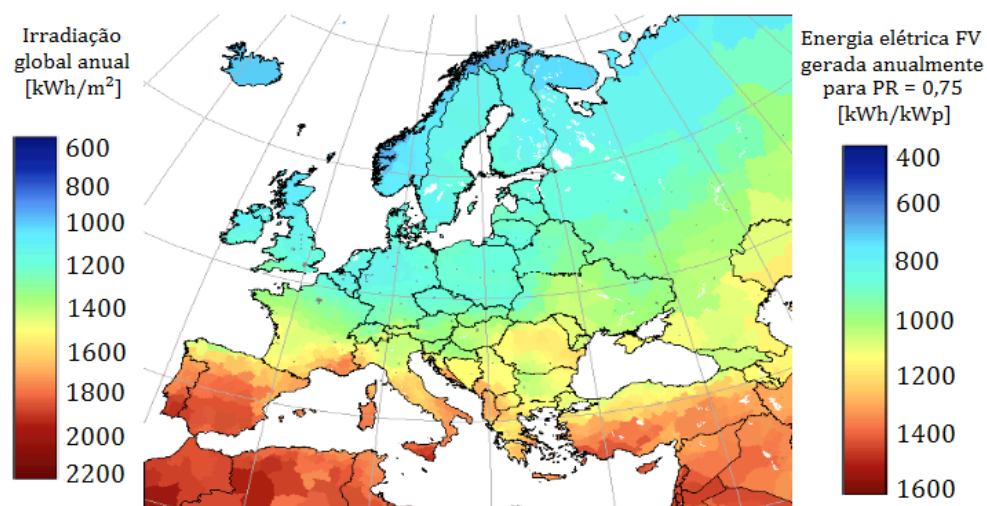 Irradiação
global anual
[kWh/m²]
600
800
1000
1200
1400
1600
1800
2000
2200
Energia elétrica FV
gerada anualmente
para PR = 0,75
[kWh/kWp]
400
600
800
1000
1200
1400
1600